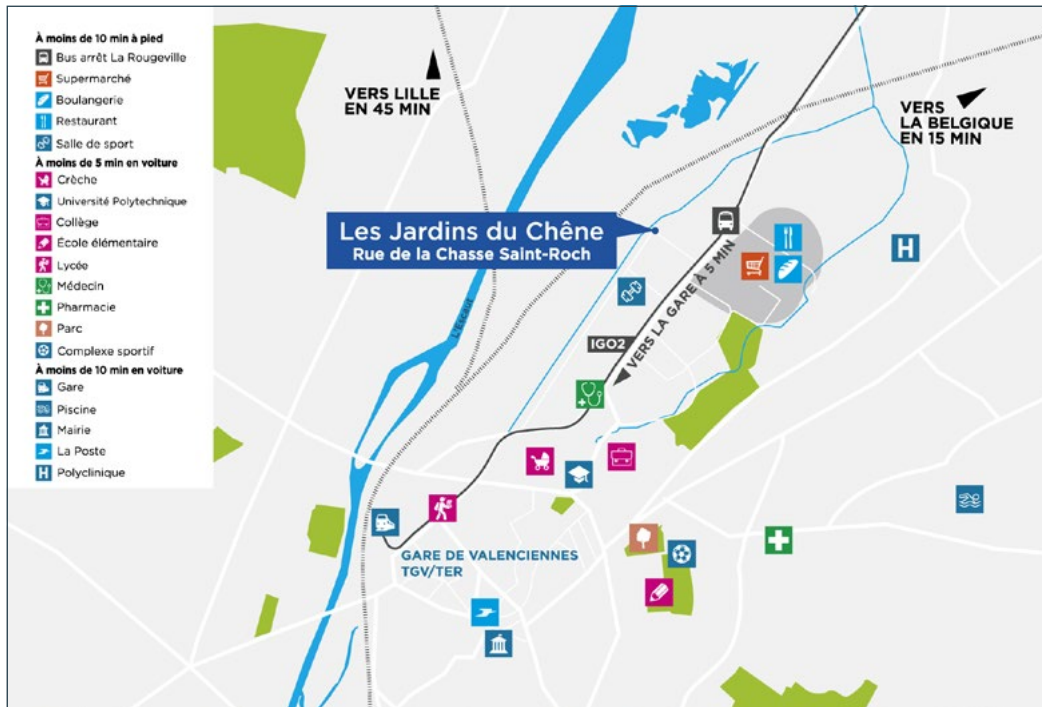 À moins de 10 min à pied
Bus arrêt La Rougeville
Supermarché
Boulangerie
Restaurant
Salle de sport
À moins de 5 min en voiture
Crèche
Université Polytechnique
Collège
École élémentaire
Lycée
Médecin
Pharmacie
Parc
Complexe sportif
À moins de 10 min en voiture
Gare
Piscine
Mairie
La Poste
H Polyclinique
VERS LILLE
EN 45 MIN
VERS
LA BELGIQUE
EN 15 MIN
Les Jardins du Chêne
Rue de la Chasse Saint-Roch
H
L'Escaut
VERS LA GARE À 5 MIN
IGO2
GARE DE VALENCIENNES
TGV/TER